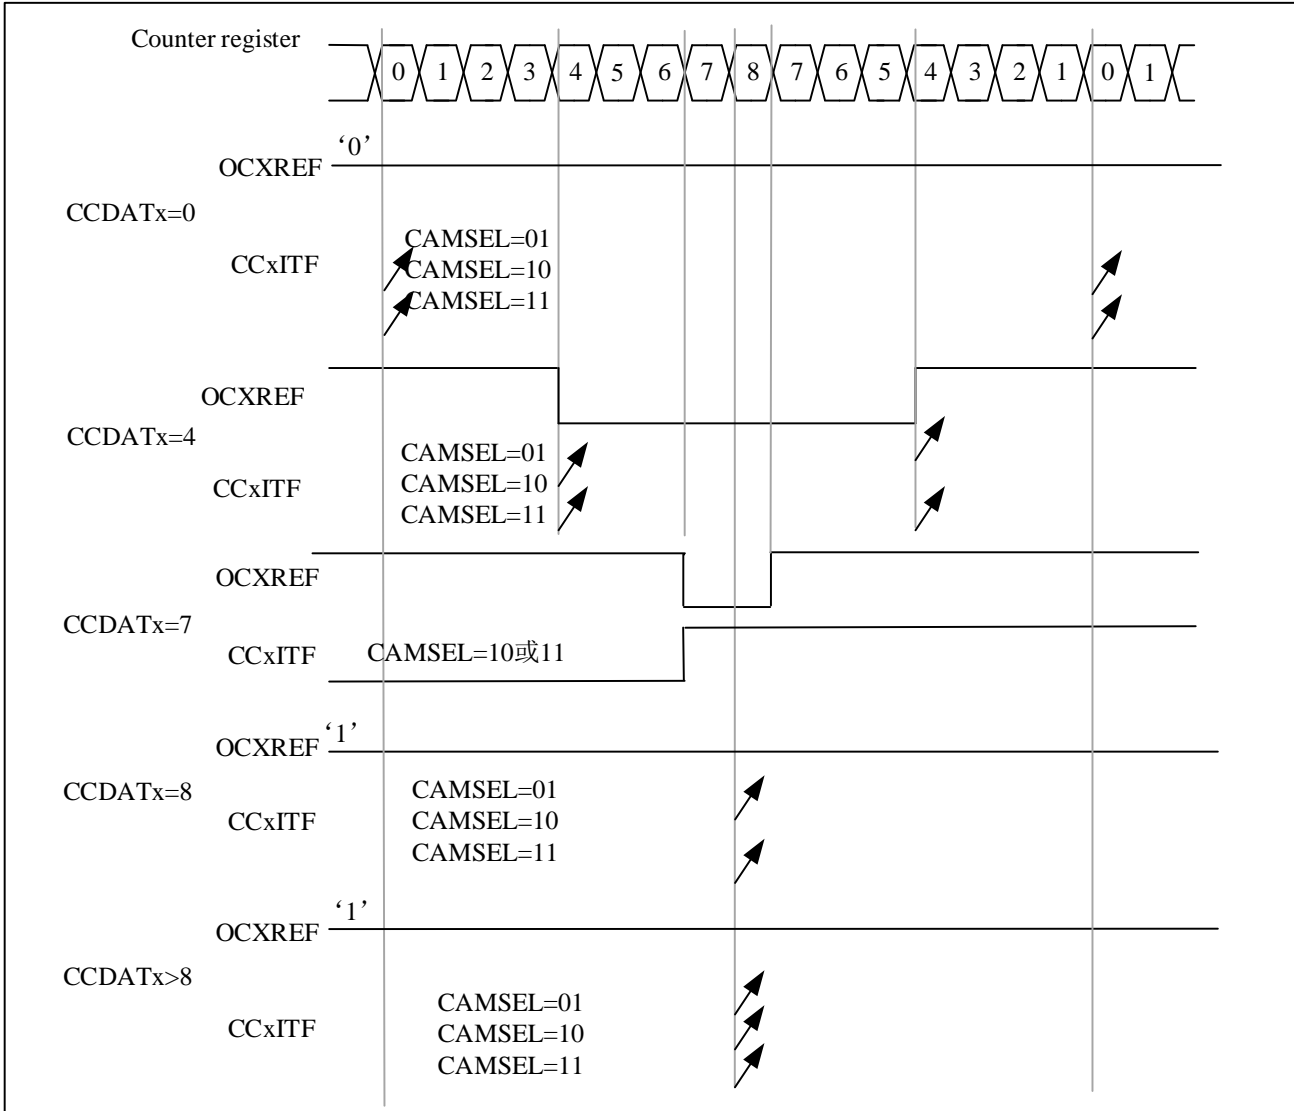 Counter register 0 1 2 3 4 5 6 7 8 7 6 5 4 3 2 1 0 1
‘0’
OCXREF
CCDATx=0
CAMSEL=01
CCxITF CAMSEL=10
CAMSEL=11
OCXREF
CCDATx=4
CAMSEL=01
CCxITF CAMSEL=10
CAMSEL=11
OCXREF
CCDATx=7
CCxITF CAMSEL=10或11
‘1’
OCXREF
CCDATx=8
CAMSEL=01
CCxITF CAMSEL=10
CAMSEL=11
‘1’
OCXREF
CCDATx>8
CAMSEL=01
CCxITF CAMSEL=10
CAMSEL=11